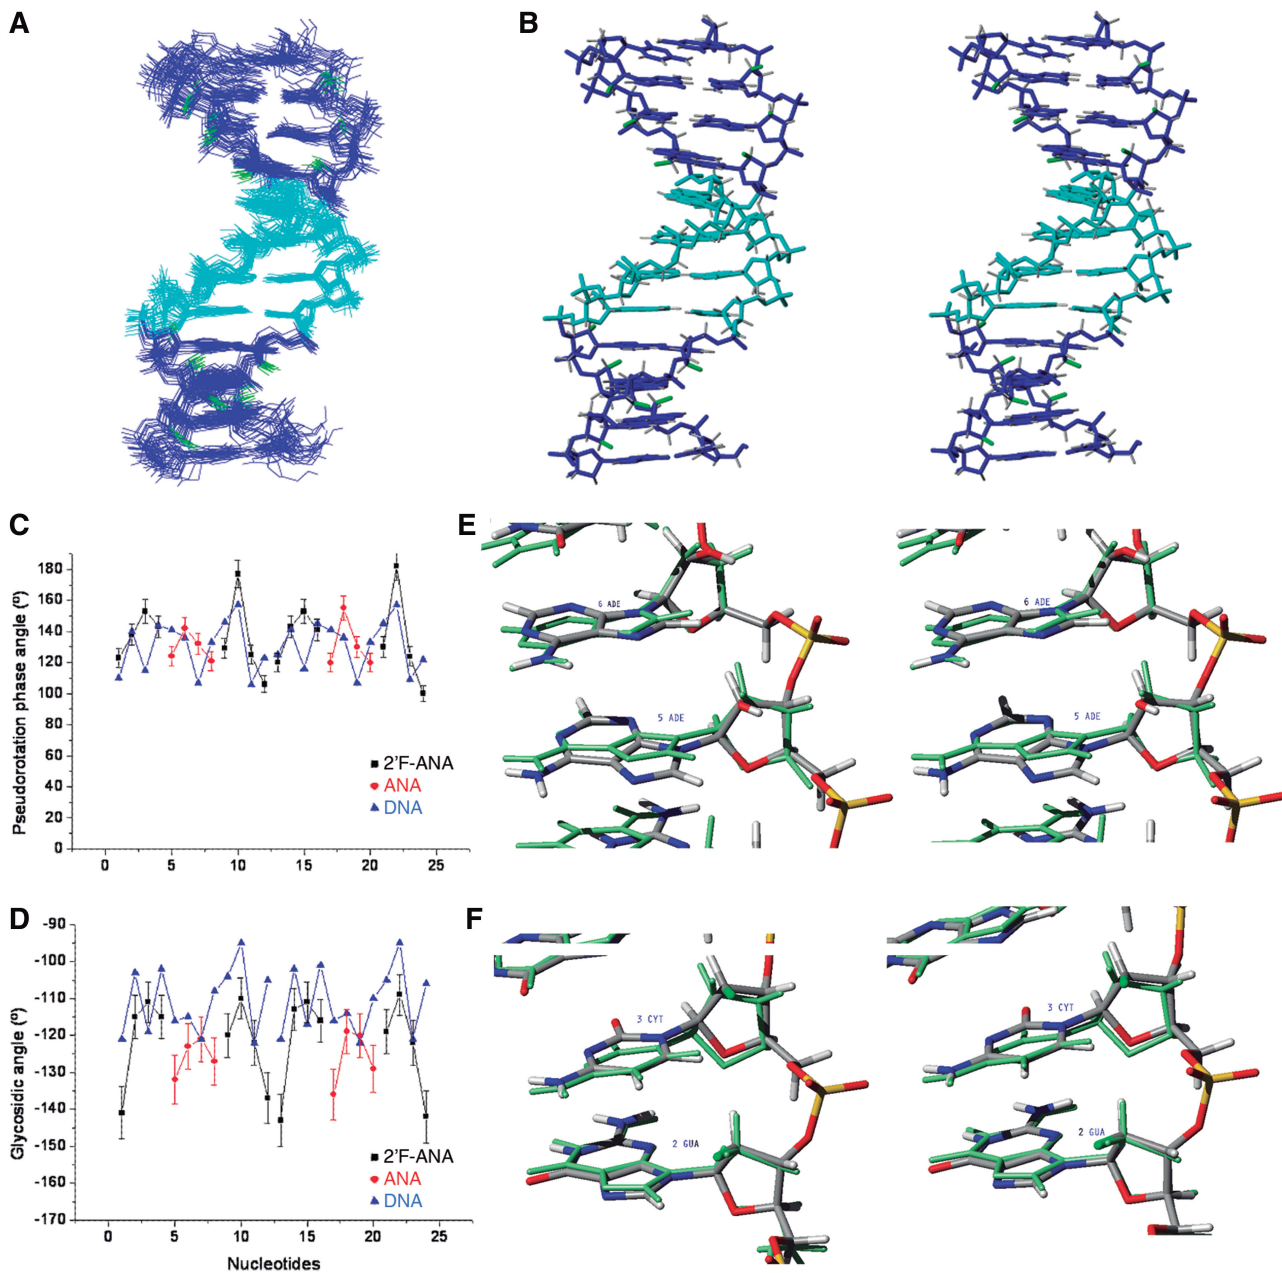 A
B
C
Pseudorotation phase angle (º)
180
160
140
120
100
80
60
40
20
0
0 5 10 15 20 25
2'F-ANA
ANA
DNA
D
Glycosidic angle (º)
-90
-100
-110
-120
-130
-140
-150
-160
-170
0 5 10 15 20 25
2'F-ANA
ANA
DNA
Nucleotides
E
6 ADE
6 ADE
5 ADE
5 ADE
F
3 CYT
3 CYT
2 GUA
2 GUA